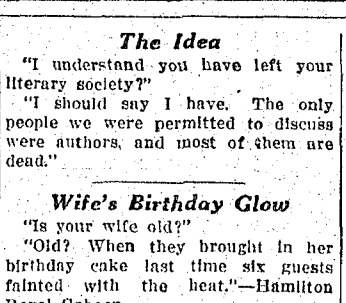 The Idea
"I understand you have left your
literary society?"
"I should say I have. The only
people we were permitted to discuss
were authors, and most of them are
dead."
Wife's Birthday Glow
"Is your wife old?"
"Old? When they brought in her
birthday cake last time six guests
fainted with the heat."—Hamilton
Royal